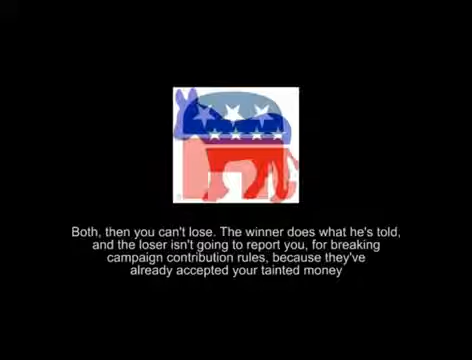 Both, then you can't lose. The winner does what he's told,
and the loser isn't going to report you, for breaking
campaign contribution rules, because they've
already accepted your tainted money